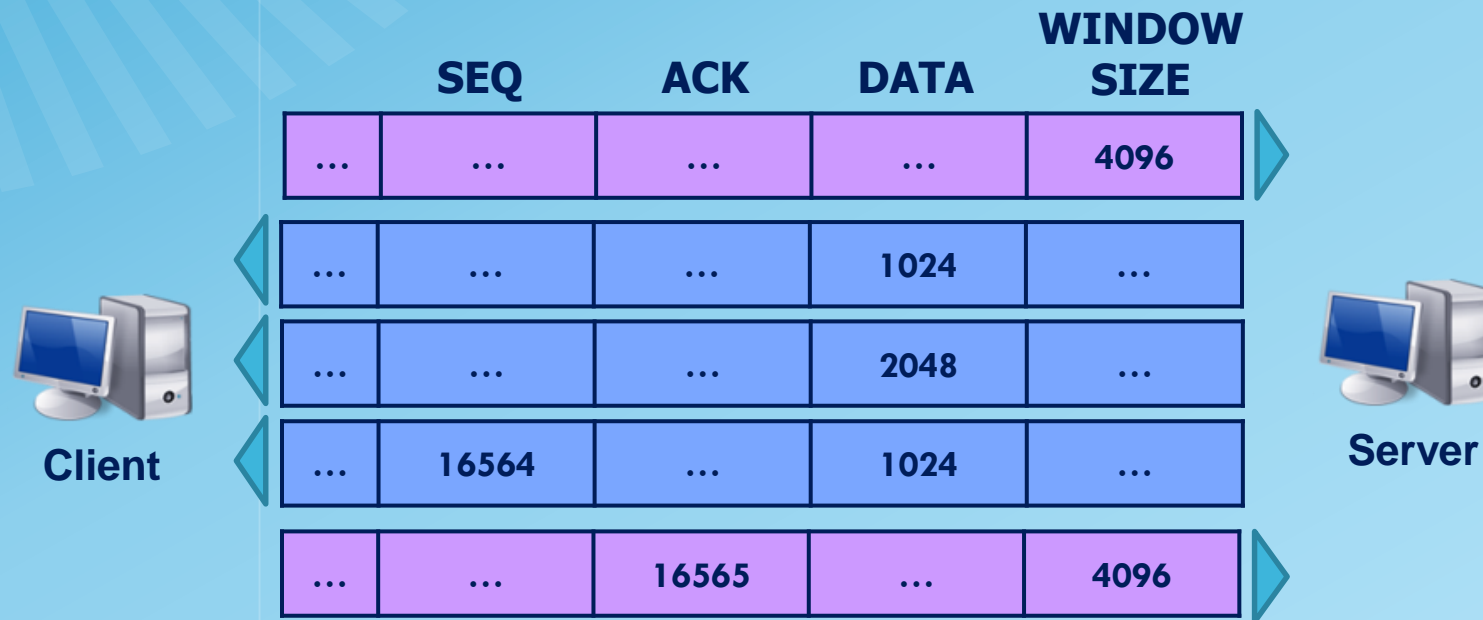 WINDOW
SEQ ACK DATA SIZE
... ... ... ... 4096
... ... ... 1024 ...
... ... ... 2048 ...
... 16564 ... 1024 ...
... ... 16565 ... 4096
Client
Server